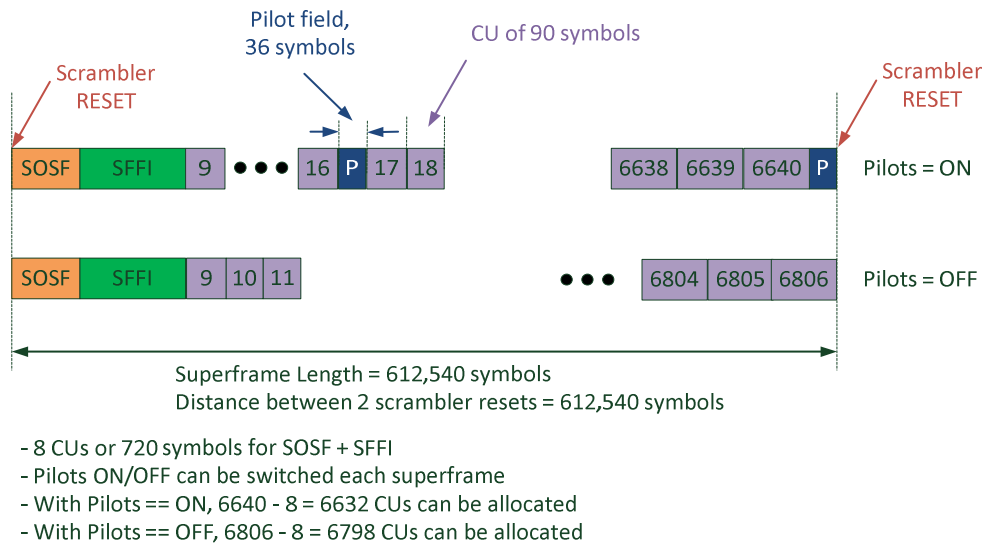 Pilot field,
36 symbols
CU of 90 symbols
Scrambler
RESET
Scrambler
RESET
SOSF SFFI 9 ●●● 16 P 17 18 6638 6639 6640 P Pilots = ON
SOSF SFFI 9 10 11 ●●● 6804 6805 6806 Pilots = OFF
Superframe Length = 612,540 symbols
Distance between 2 scrambler resets = 612,540 symbols
- 8 CUs or 720 symbols for SOSF + SFFI
- Pilots ON/OFF can be switched each superframe
- With Pilots == ON, 6640 - 8 = 6632 CUs can be allocated
- With Pilots == OFF, 6806 - 8 = 6798 CUs can be allocated